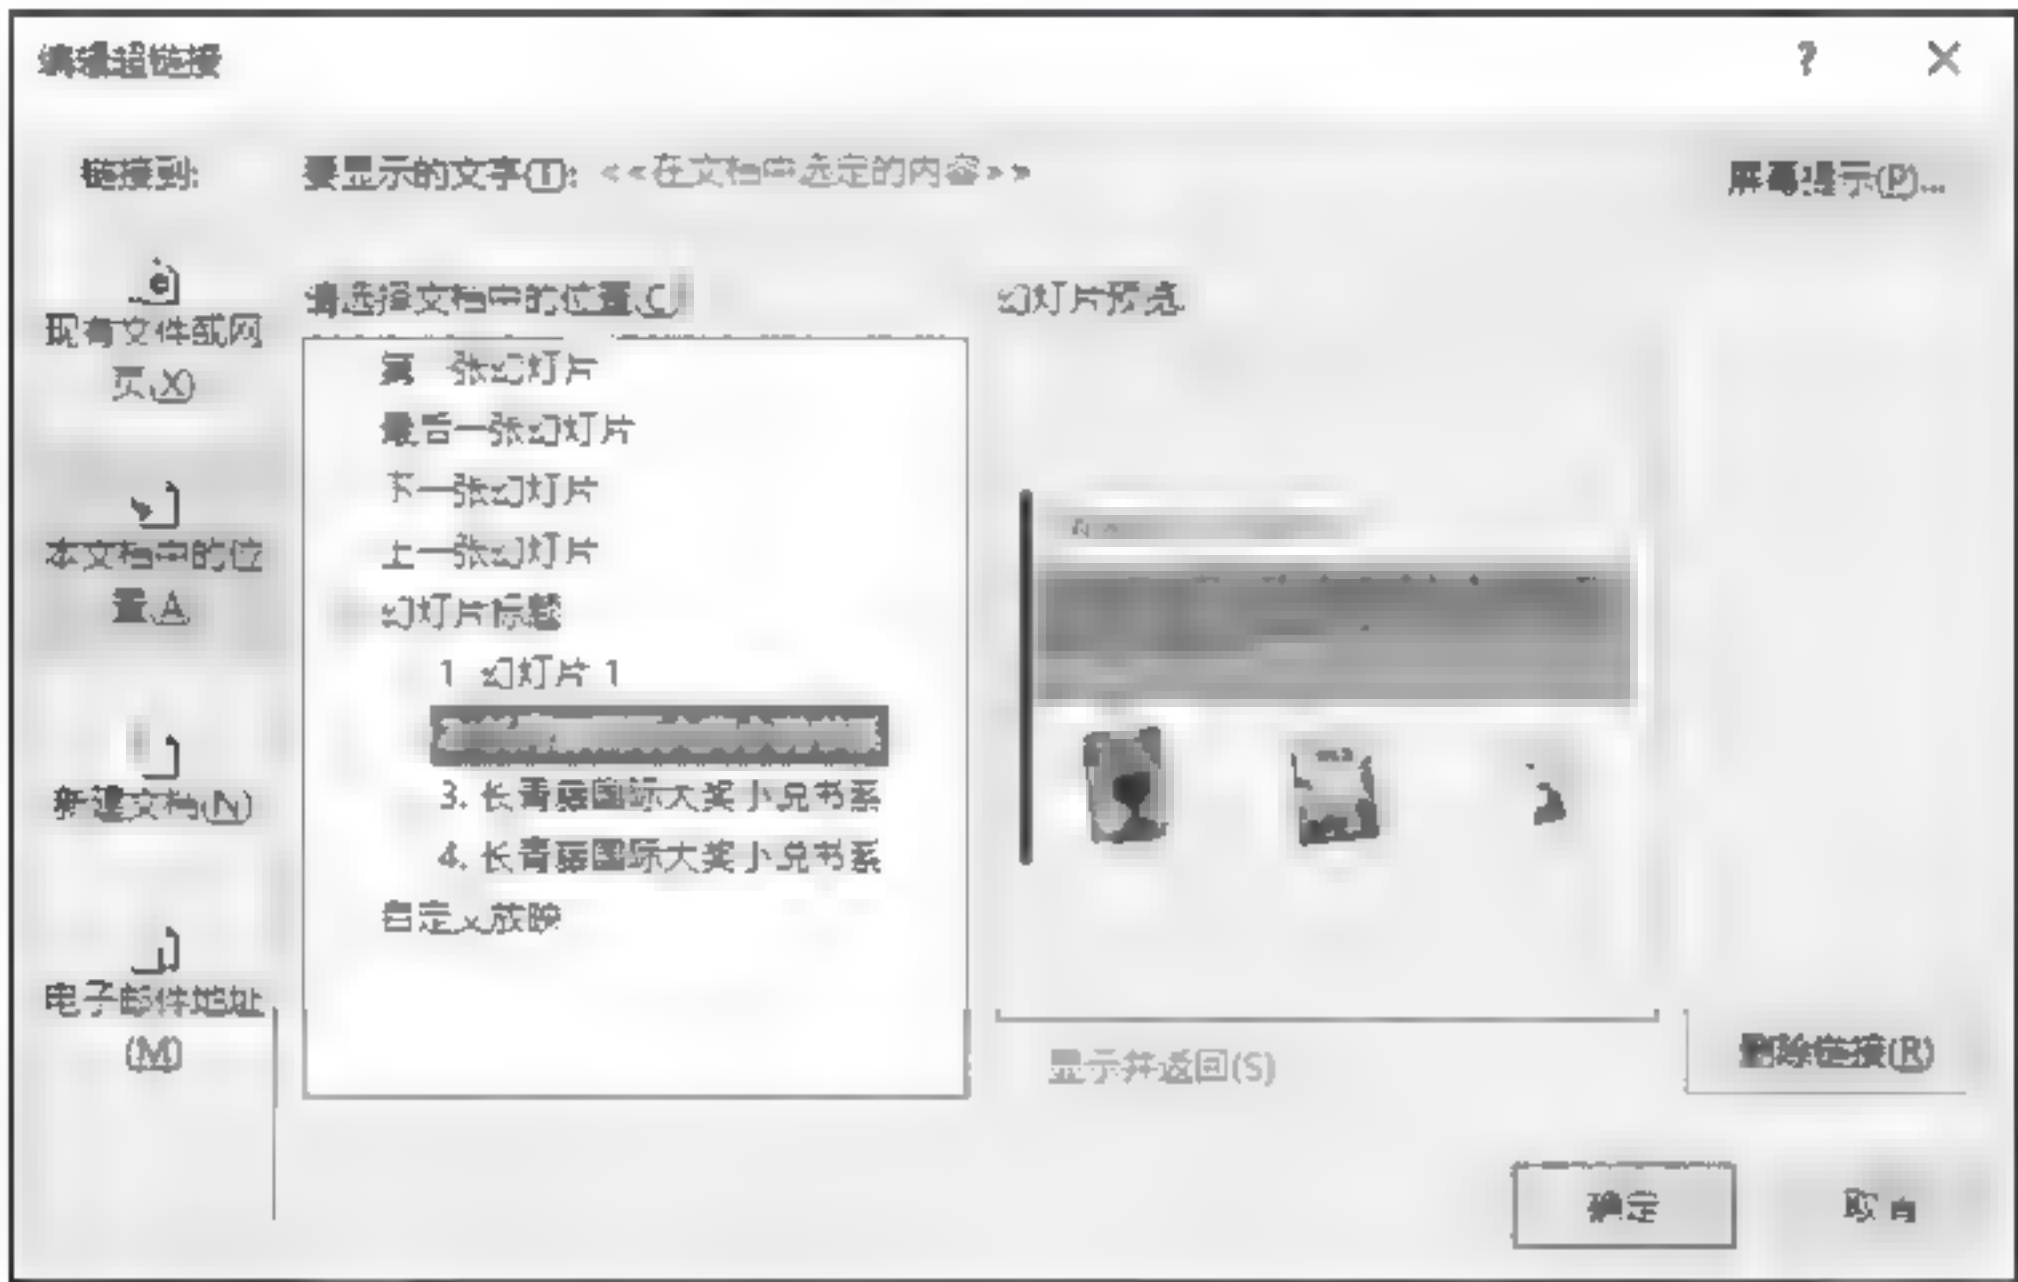 编辑超链接 ? ×
链接到: 要显示的文字(T): <<在文档中选定的内容>> 屏幕提示(P)...
现有文件或网
页(X)
本文档中的位
置(A)
新建文档(N)
电子邮件地址
(M)
请选择文档中的位置(C)
第一张幻灯片
最后一张幻灯片
下一张幻灯片
上一张幻灯片
幻灯片标题
1. 幻灯片 1
3. 长青藤国际大奖小说书系
4. 长青藤国际大奖小说书系
自定义放映
幻灯片预览
显示并返回(S)
删除链接(R)
确定 取消